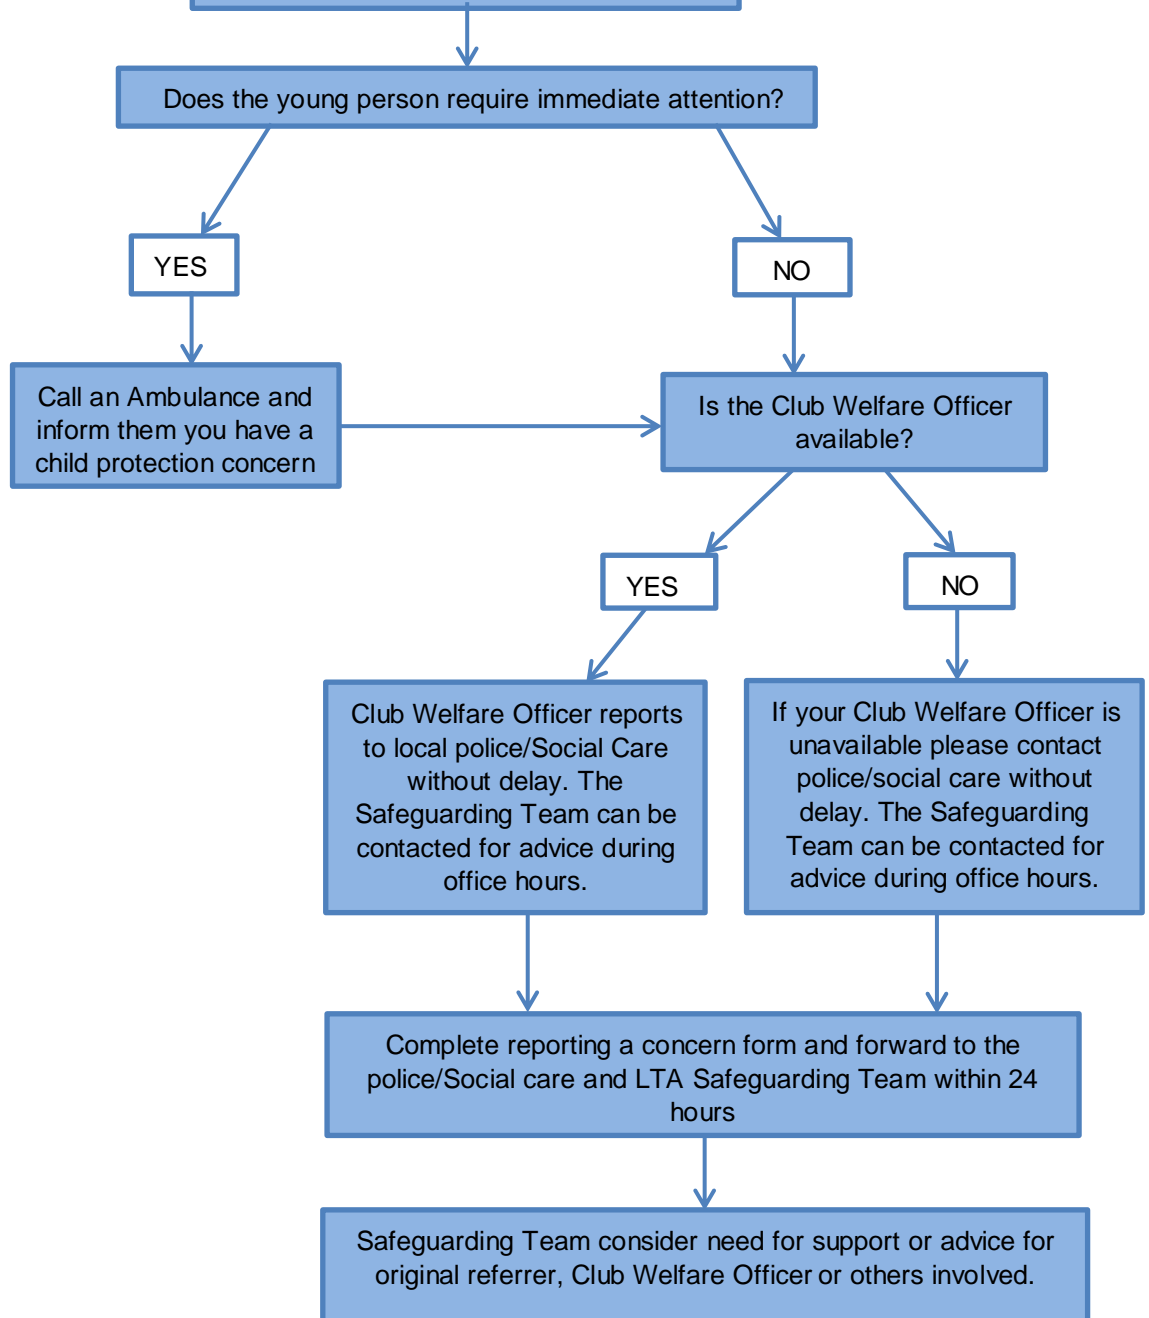 Does the young person require immediate attention?
YES
NO
Call an Ambulance and
inform them you have a
child protection concern
Is the Club Welfare Officer
available?
YES
NO
Club Welfare Officer reports
to local police/Social Care
without delay. The
Safeguarding Team can be
contacted for advice during
office hours.
If your Club Welfare Officer is
unavailable please contact
police/social care without
delay. The Safeguarding
Team can be contacted for
advice during office hours.
Complete reporting a concern form and forward to the
police/Social care and LTA Safeguarding Team within 24
hours
Safeguarding Team consider need for support or advice for
original referrer, Club Welfare Officer or others involved.